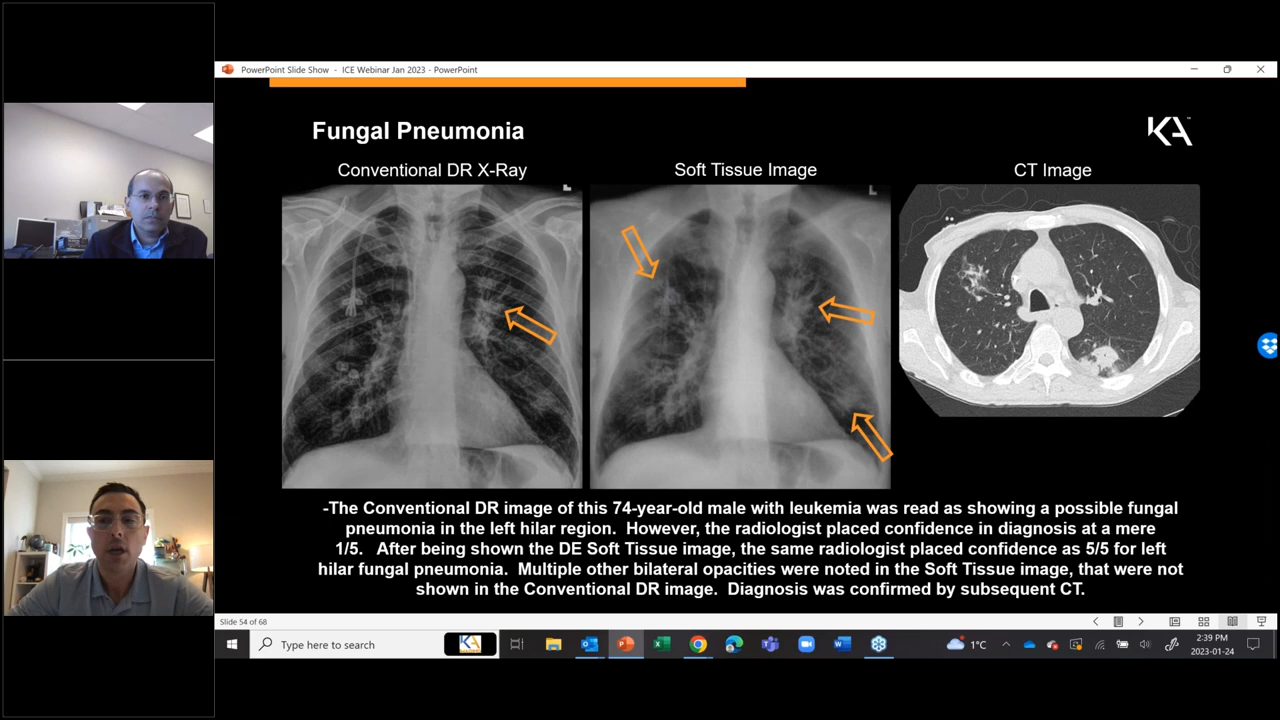 PowerPoint Slide Show - ICE Webinar Jan 2023 - PowerPoint
Fungal Pneumonia
KA
Conventional DR X-Ray
Soft Tissue Image
CT Image
L
L
-The Conventional DR image of this 74-year-old male with leukemia was read as showing a possible fungal
pneumonia in the left hilar region. However, the radiologist placed confidence in diagnosis at a mere
1/5. After being shown the DE Soft Tissue image, the same radiologist placed confidence as 5/5 for left
hilar fungal pneumonia. Multiple other bilateral opacities were noted in the Soft Tissue image, that were not
shown in the Conventional DR image. Diagnosis was confirmed by subsequent CT.
Slide 54 of 68
Type here to search
KA
1°C
2:39 PM
2023-01-24